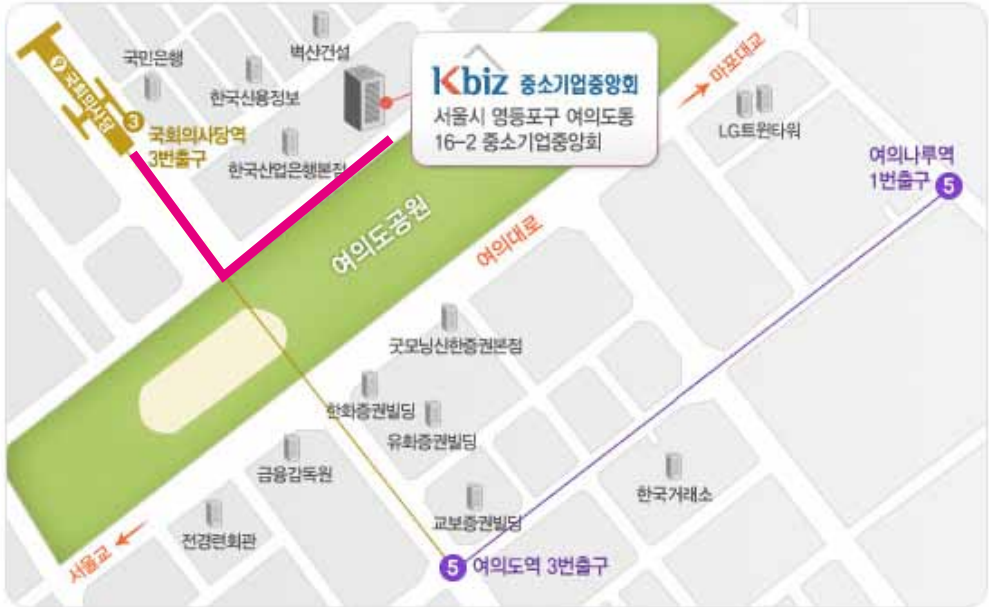 벽산건설
국민은행
한국신용정보
9 국회의사당
3
국회의사당역
3번출구
한국산업은행본점
Kbiz 중소기업중앙회
서울시 영등포구 여의도동
16-2 중소기업중앙회
마포대교
LG트윈타워
여의나루역
1번출구 5
여의도공원
여의대로
굿모닝신한증권본점
한화증권빌딩
유화증권빌딩
금융감독원
한국거래소
교보증권빌딩
전경련회관
서울교
5 여의도역 3번출구